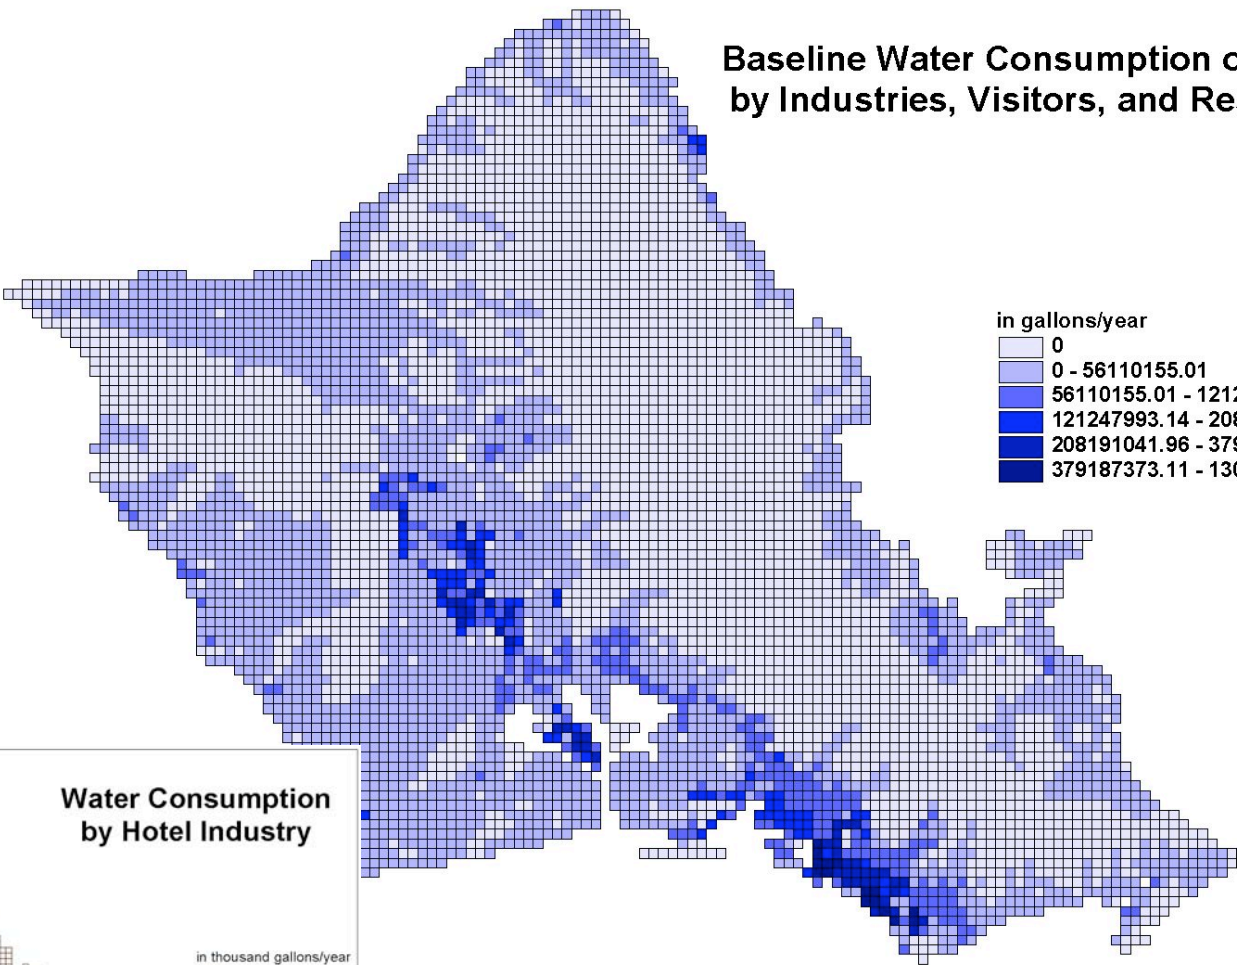 Baseline Water Consumption
by Industries, Visitors, and
in gallons/year
0
0 - 56110155.01
56110155.01 -
121247993.14 -
208191041.96 -
379187373.11 -
Water Consumption
by Hotel Industry
in thousand gallons/year